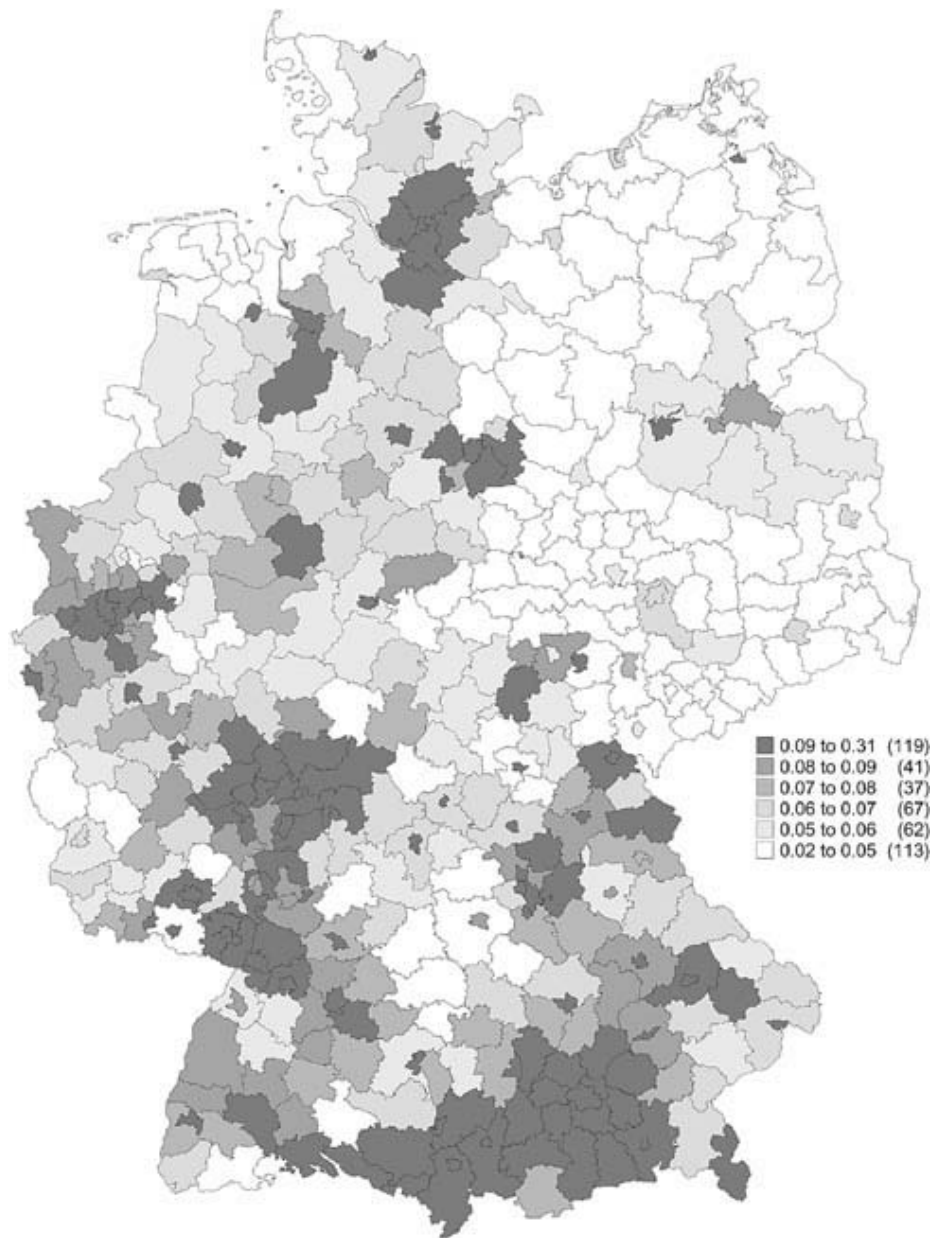 0.09 to 0.31 (119)
0.08 to 0.09 (41)
0.07 to 0.08 (37)
0.06 to 0.07 (67)
0.05 to 0.06 (62)
0.02 to 0.05 (113)